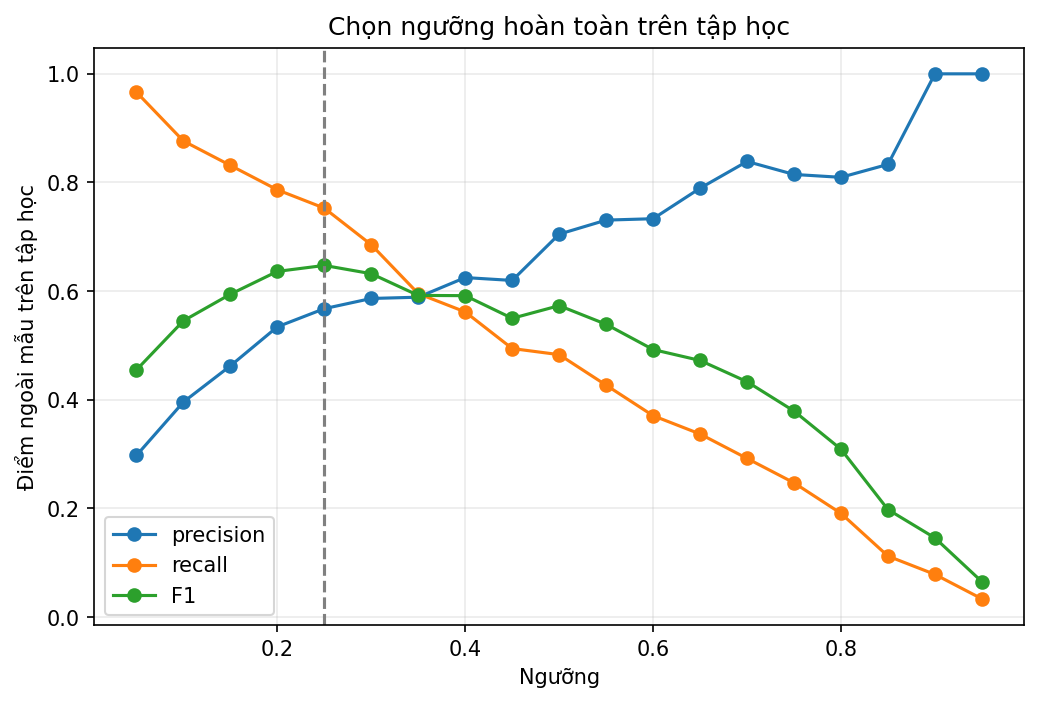 Chọn ngưỡng hoàn toàn trên tập học
Điểm ngoài mẫu trên tập học
1.0
0.8
0.6
0.4
0.2
0.0
precision
recall
F1
0.2
0.4
0.6
0.8
Ngưỡng